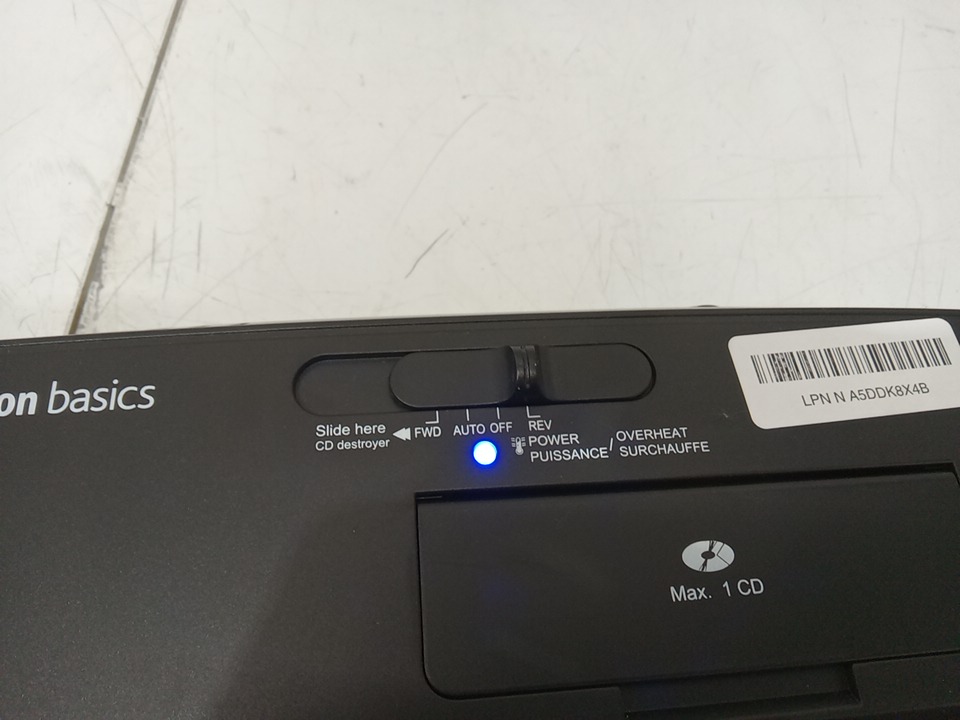 on basics
LPN N A5DDK8X4B
Slide here
CD destroyer
FWD AUTO OFF REV
POWER / OVERHEAT
PUISSANCE / SURCHAUFFE
Max. 1 CD